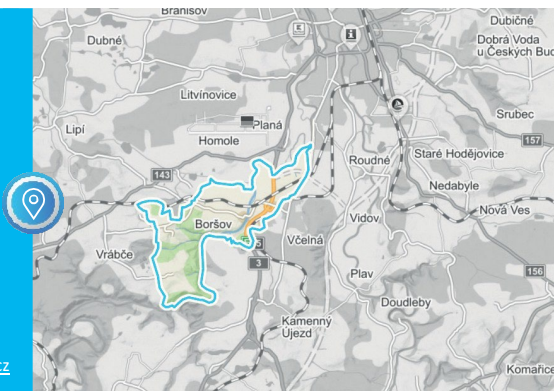 Branišov
Dubičné
Dubné
Dobrá Voda
u Českých Bud
Litvínovice
Planá
Srubec
Lipí
Homole
157
Roudné
Staré Hodějovice
143
Nedabyle
Nová Ves
Boršov
Vidov
Včelná
Vrábče
3
Plav
156
Doudleby
Kamenný
Újezd
Komařice
cz